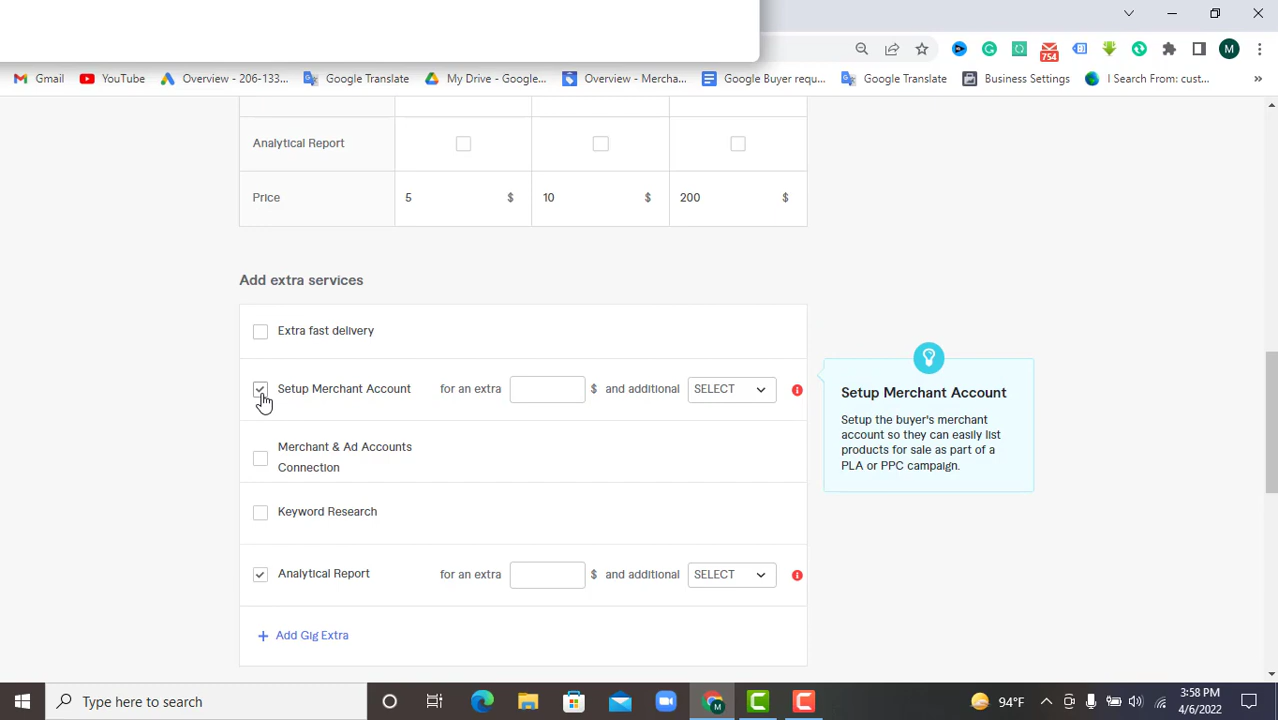 754
M
Gmail YouTube Overview - 206-133... Google Translate My Drive - Google... Overview - Mercha... Google Buyer requ... Google Translate Business Settings I Search From: cust... »
Analytical Report
Price 5 $ 10 $ 200 $
Add extra services
Extra fast delivery
Setup Merchant Account for an extra $ and additional SELECT
Merchant & Ad Accounts
Connection
Keyword Research
Analytical Report for an extra $ and additional SELECT
+ Add Gig Extra
Setup Merchant Account
Setup the buyer's merchant
account so they can easily list
products for sale as part of a
PLA or PPC campaign.
Type here to search
M
94°F
3:58 PM
4/6/2022